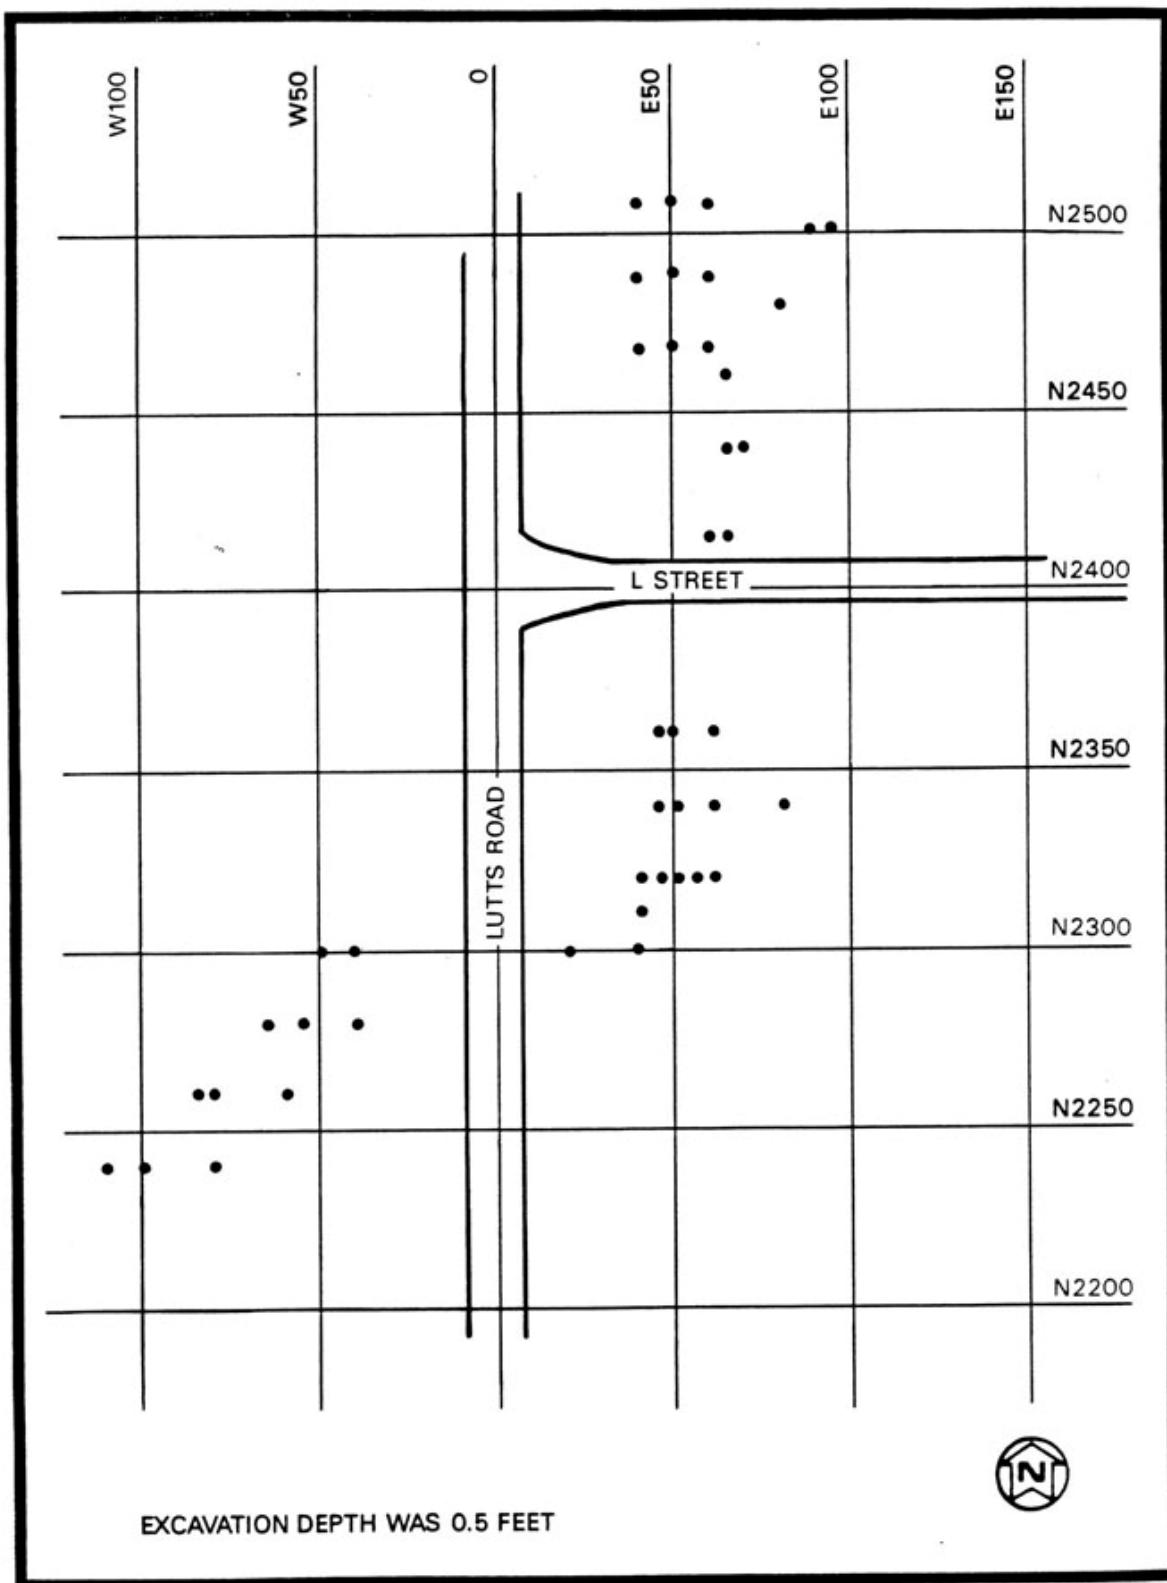 W100
W50
0
E50
E100
E150
N2500
N2450
L STREET
N2400
N2350
LUTTS ROAD
N2300
N2250
N2200
N
EXCAVATION DEPTH WAS 0.5 FEET